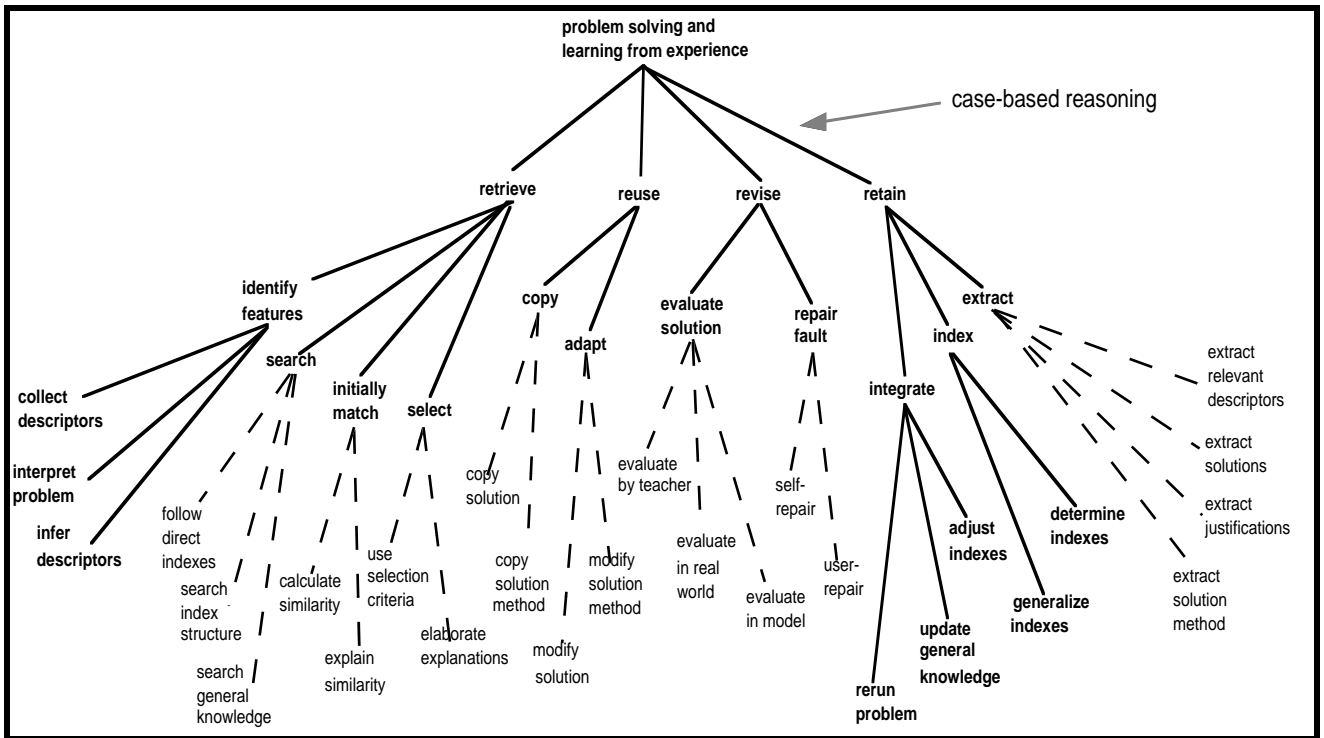 problem solving and
learning from experience
case-based reasoning
retrieve
reuse
revise
retain
identify
features
search
initially
match
select
copy
adapt
evaluate
solution
repair
fault
extract
index
integrate
collect
descriptors
interpret
problem
infer
descriptors
follow
direct
indexes
search
index
structure
search
general
knowledge
calculate
similarity
explain
similarity
use
selection
criteria
elaborate
explanations
copy
solution
copy
solution
method
modify
solution
modify
solution
method
evaluate
by teacher
evaluate
in real
world
evaluate
in model
self-
repair
user-
repair
rerun
problem
update
general
knowledge
adjust
indexes
generalize
indexes
determine
indexes
extract
relevant
descriptors
extract
solutions
extract
justifications
extract
solution
method